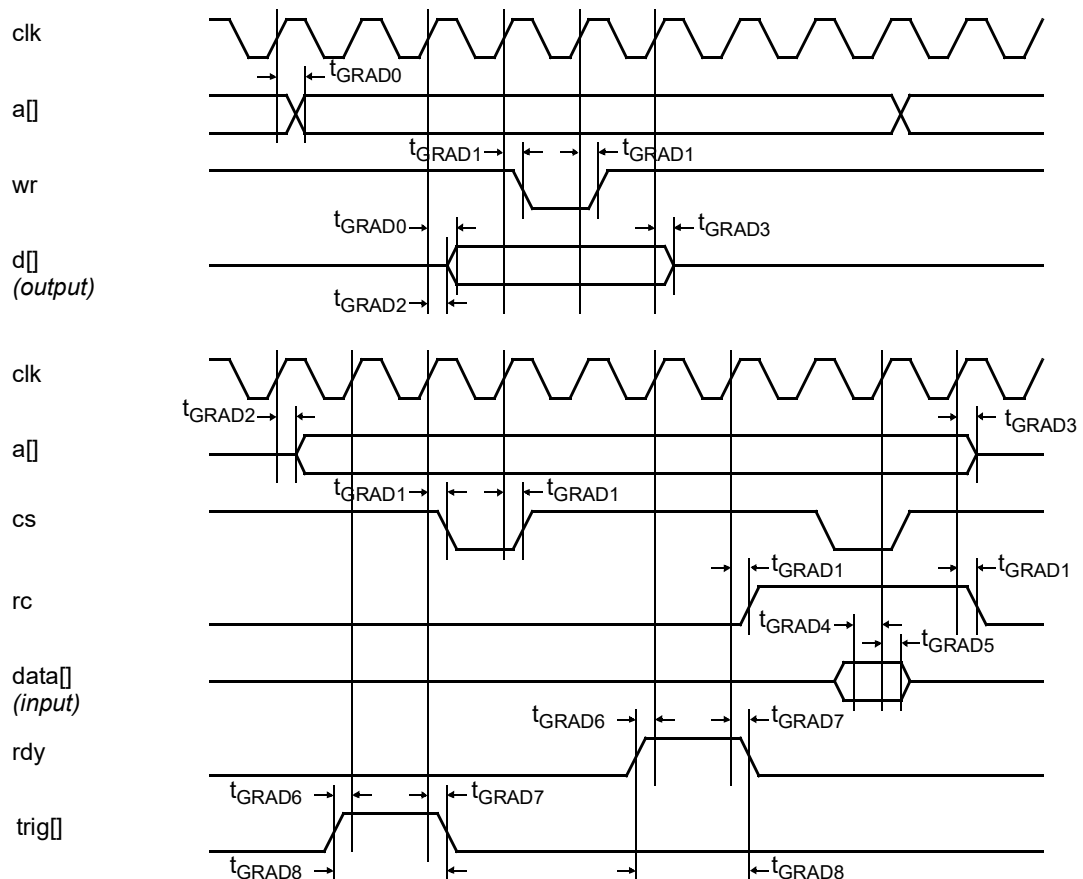 clk
tGRAD0
a[]
tGRAD1 tGRAD1
wr
tGRAD0 tGRAD3
d[]
(output)
tGRAD2
clk
tGRAD2 tGRAD3
a[]
tGRAD1 tGRAD1
cs
tGRAD1 tGRAD1
rc
tGRAD4
tGRAD5
data[]
(input)
tGRAD6 tGRAD7
rdy
tGRAD6 tGRAD7
trig[]
tGRAD8 tGRAD8